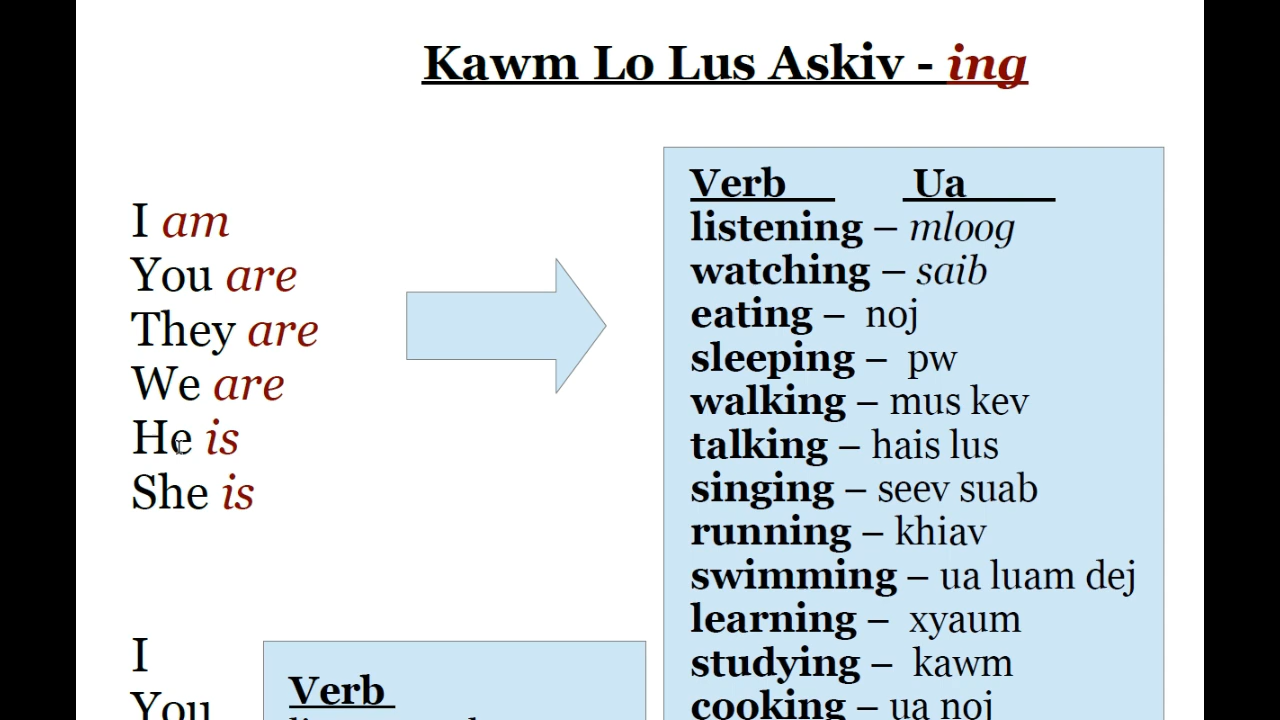 Kawm Lo Lus Askiv - ing
I am
You are
They are
We are
He is
She is
Verb Ua
listening – mloog
watching – saib
eating – noj
sleeping – pw
walking – mus kev
talking – hais lus
singing – seev suab
running – khiav
swimming – ua luam dej
learning – xyaum
studying – kawm
cooking – ua noj
I
You
Verb